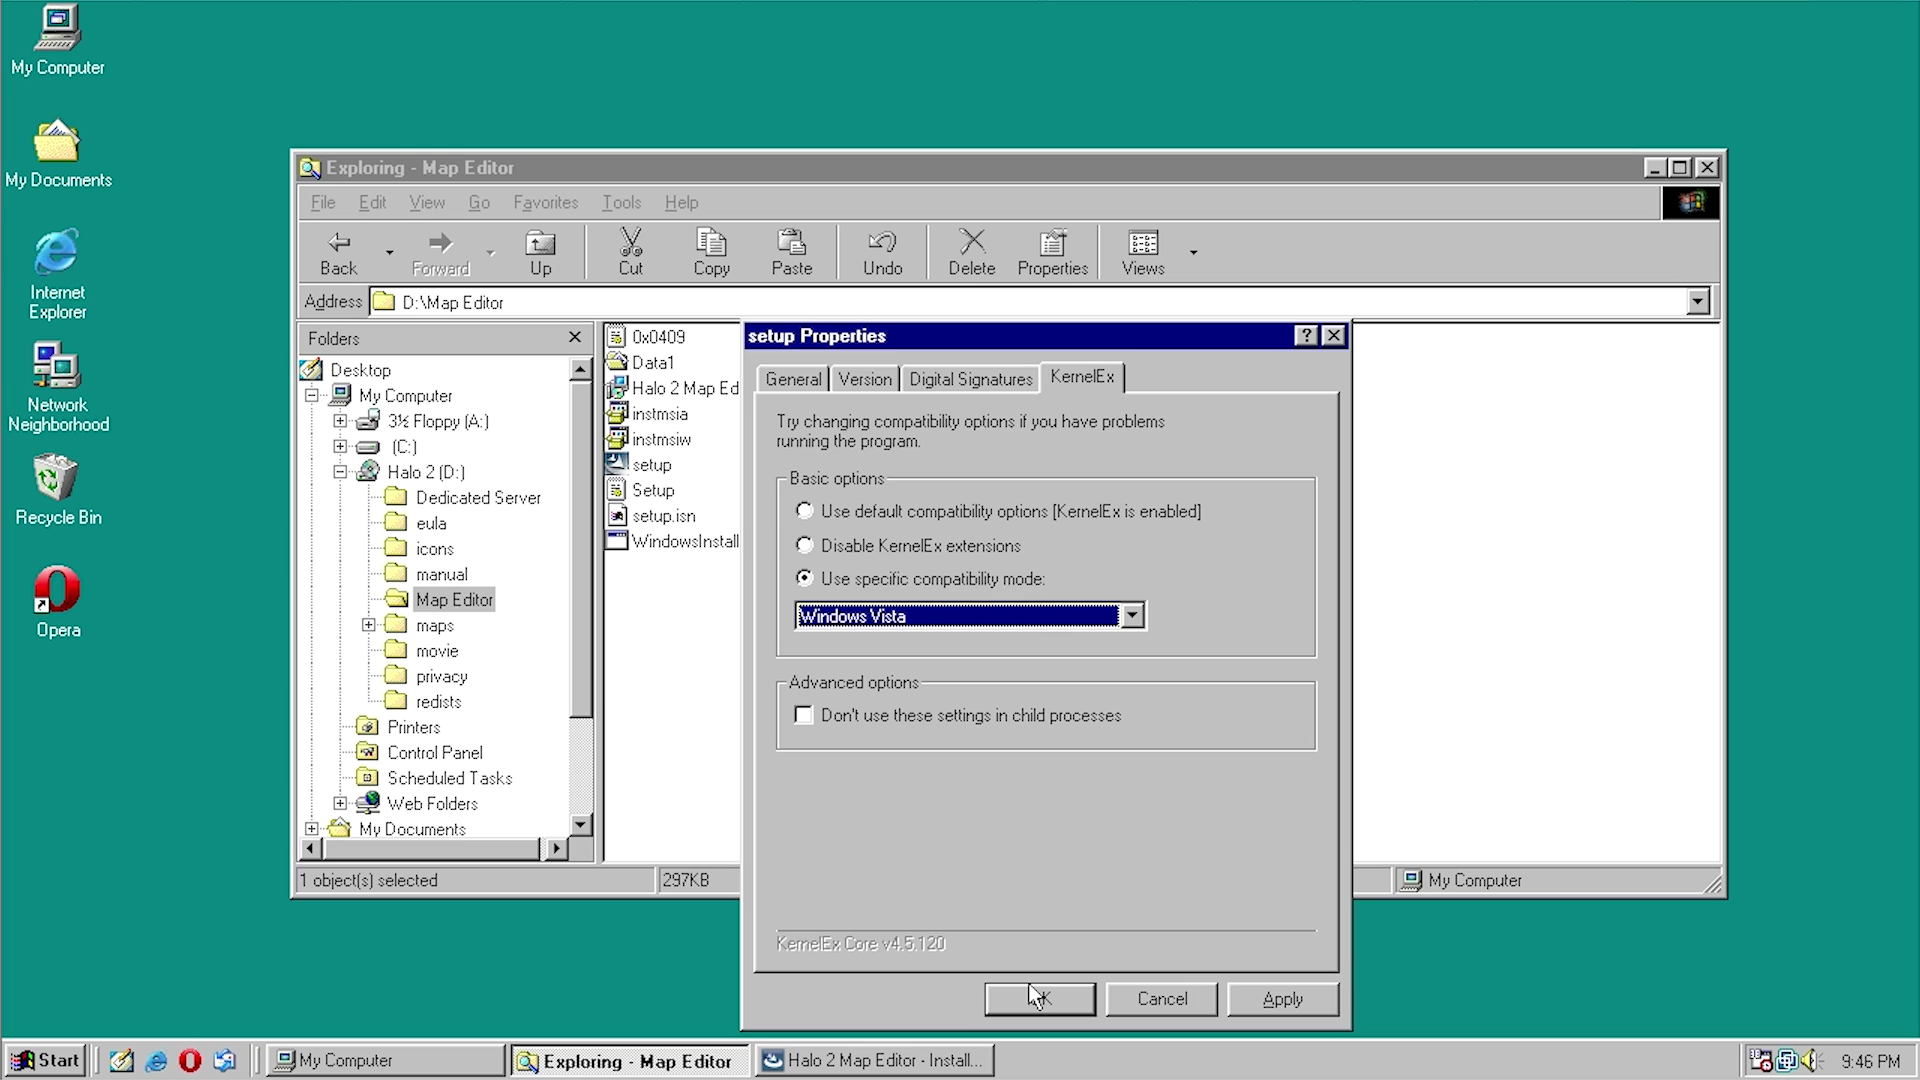 My Computer
My Documents
Internet
Explorer
Network
Neighborhood
Recycle Bin
Opera
Exploring - Map Editor
File Edit View Go Favorites Tools Help
Back Forward Up Cut Copy Paste Undo Delete Properties Views
Address D:\Map Editor
Folders
Desktop
My Computer
3½ Floppy (A:)
(C:)
Halo 2 (D:)
Dedicated Server
eula
icons
manual
Map Editor
maps
movie
privacy
redists
Printers
Control Panel
Scheduled Tasks
Web Folders
My Documents
0x0409
Data1
Halo 2 Map Ed
instmsia
instmsiw
setup
Setup
setup.isn
WindowsInstall
1 object(s) selected
297KB
My Computer
setup Properties
General Version Digital Signatures KernelEx
Try changing compatibility options if you have problems
running the program.
Basic options
Use default compatibility options [KernelEx is enabled]
Disable KernelEx extensions
Use specific compatibility mode:
Windows Vista
Advanced options
Don't use these settings in child processes
KernelEx Core v4.5.120
Cancel Apply
Start My Computer Exploring - Map Editor Halo 2 Map Editor - Install... 9:46 PM